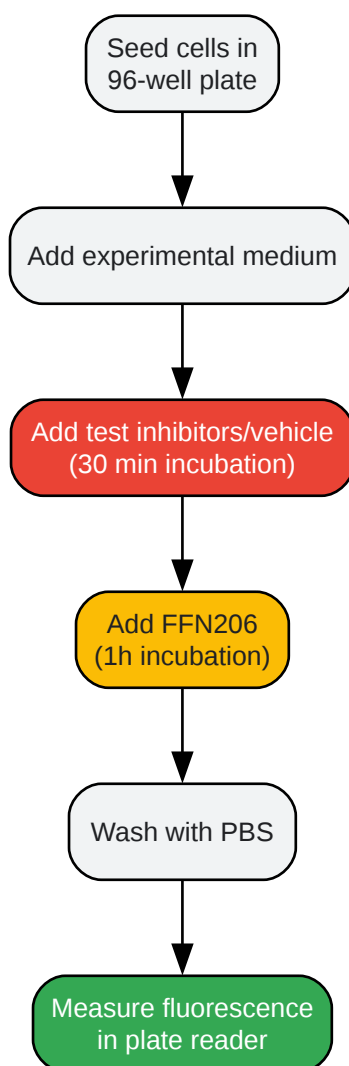 Seed cells in
96-well plate
Add experimental medium
Add test inhibitors/vehicle
(30 min incubation)
Add FFN206
(1h incubation)
Wash with PBS
Measure fluorescence
in plate reader